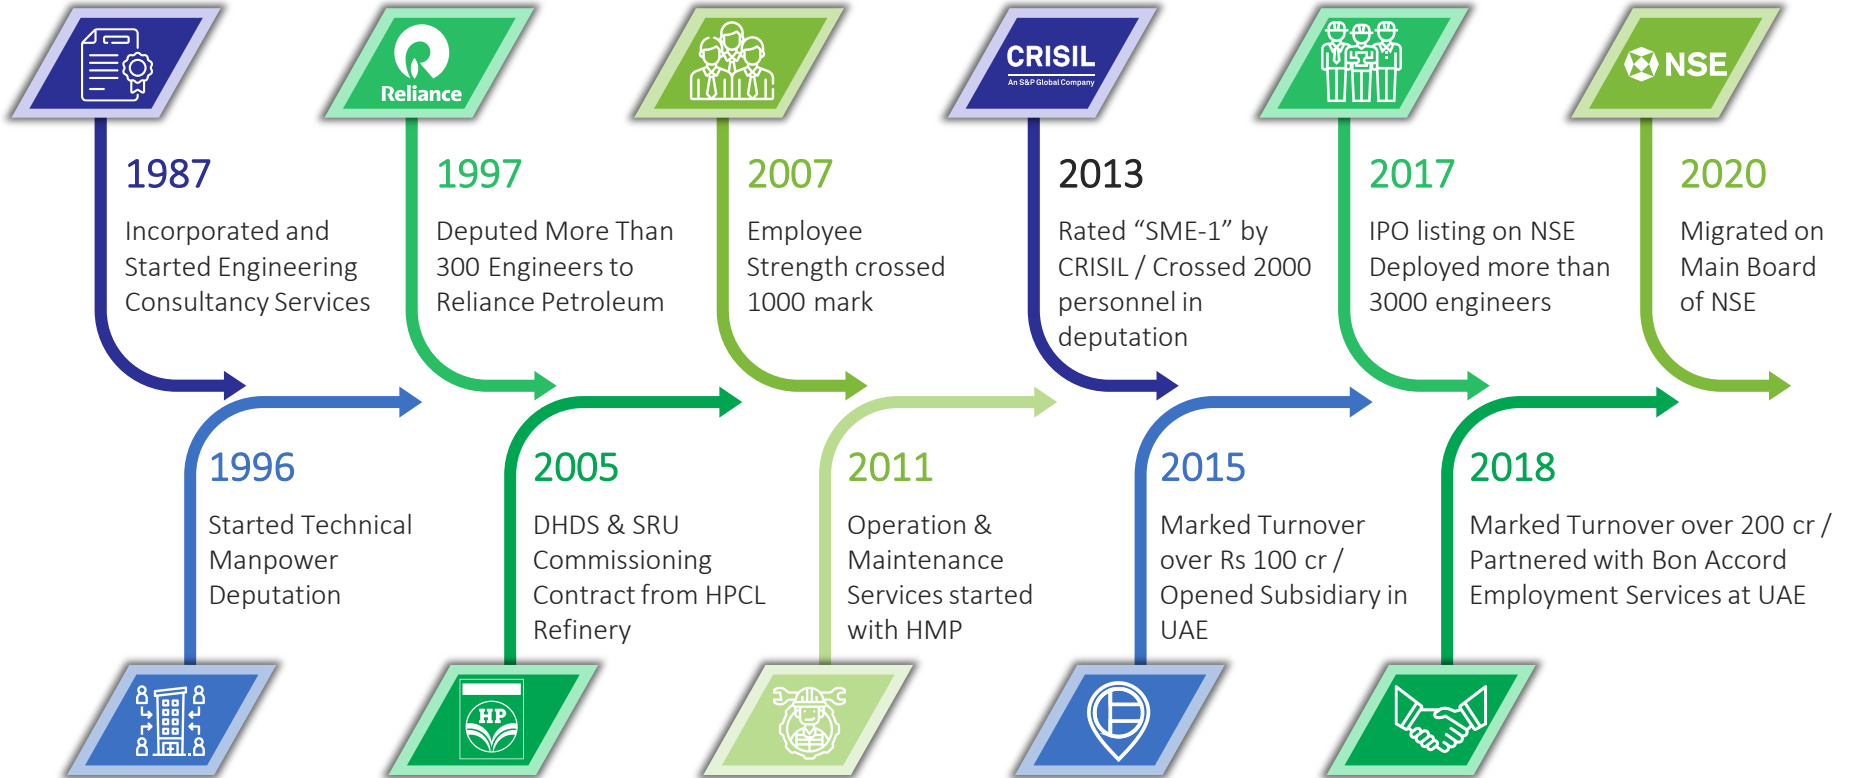 Reliance
CRISIL
An S&P Global Company
NSE
1987
Incorporated and
Started Engineering
Consultancy Services
1997
Deputed More Than
300 Engineers to
Reliance Petroleum
2007
Employee
Strength crossed
1000 mark
2013
Rated “SME-1” by
CRISIL / Crossed 2000
personnel in
deputation
2017
IPO listing on NSE
Deployed more than
3000 engineers
2020
Migrated on
Main Board
of NSE
1996
Started Technical
Manpower
Deputation
2005
DHDS & SRU
Commissioning
Contract from HPCL
Refinery
2011
Operation &
Maintenance
Services started
with HMP
2015
Marked Turnover
over Rs 100 cr /
Opened Subsidiary in
UAE
2018
Marked Turnover over 200 cr /
Partnered with Bon Accord
Employment Services at UAE
HP